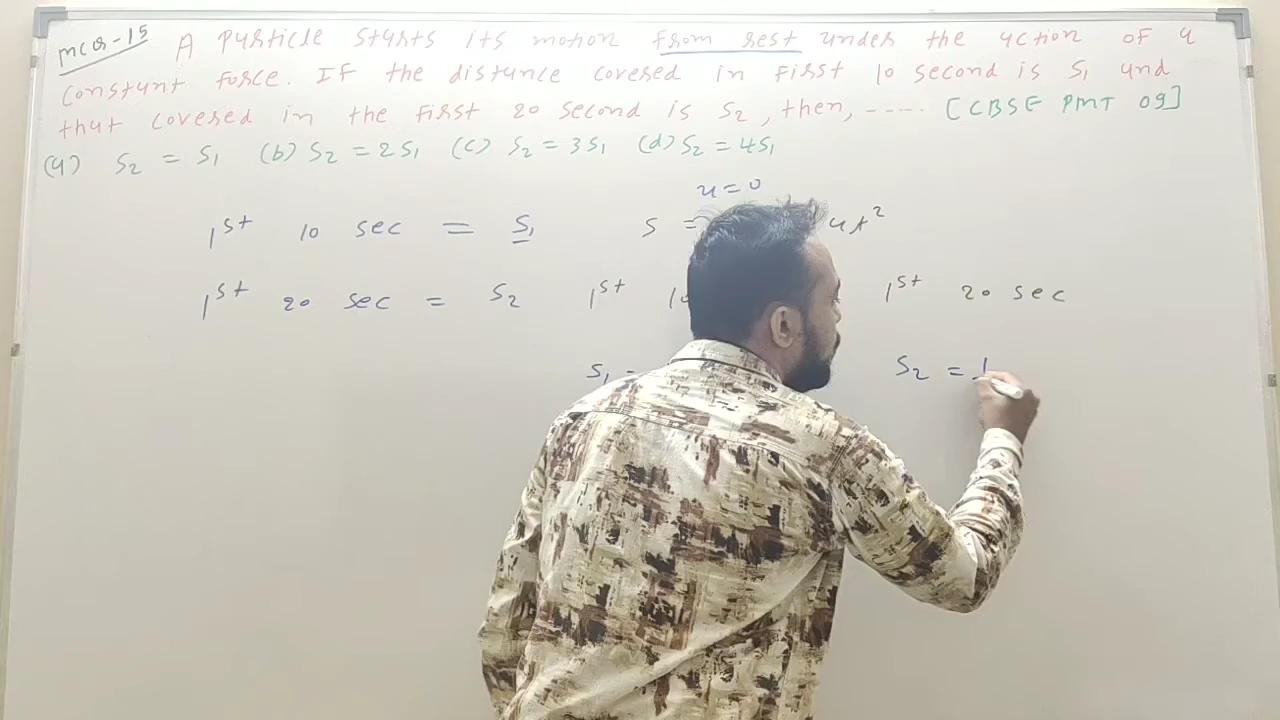 MCQ-15 A particle starts its motion from rest under the action of a
constant force. If the distance covered in first 10 second is S₁ and
that covered in the first 20 second is S₂, then, ---- [CBSE PMT 09]
(a) S₂ = S₁ (b) S₂ = 2S₁ (c) S₂ = 3S₁ (d) S₂ = 4S₁
u = 0
1st 10 sec = S₁ S = at²
1st 20 sec = S₂ 1st 1st 20 sec
S₁ S₂ =